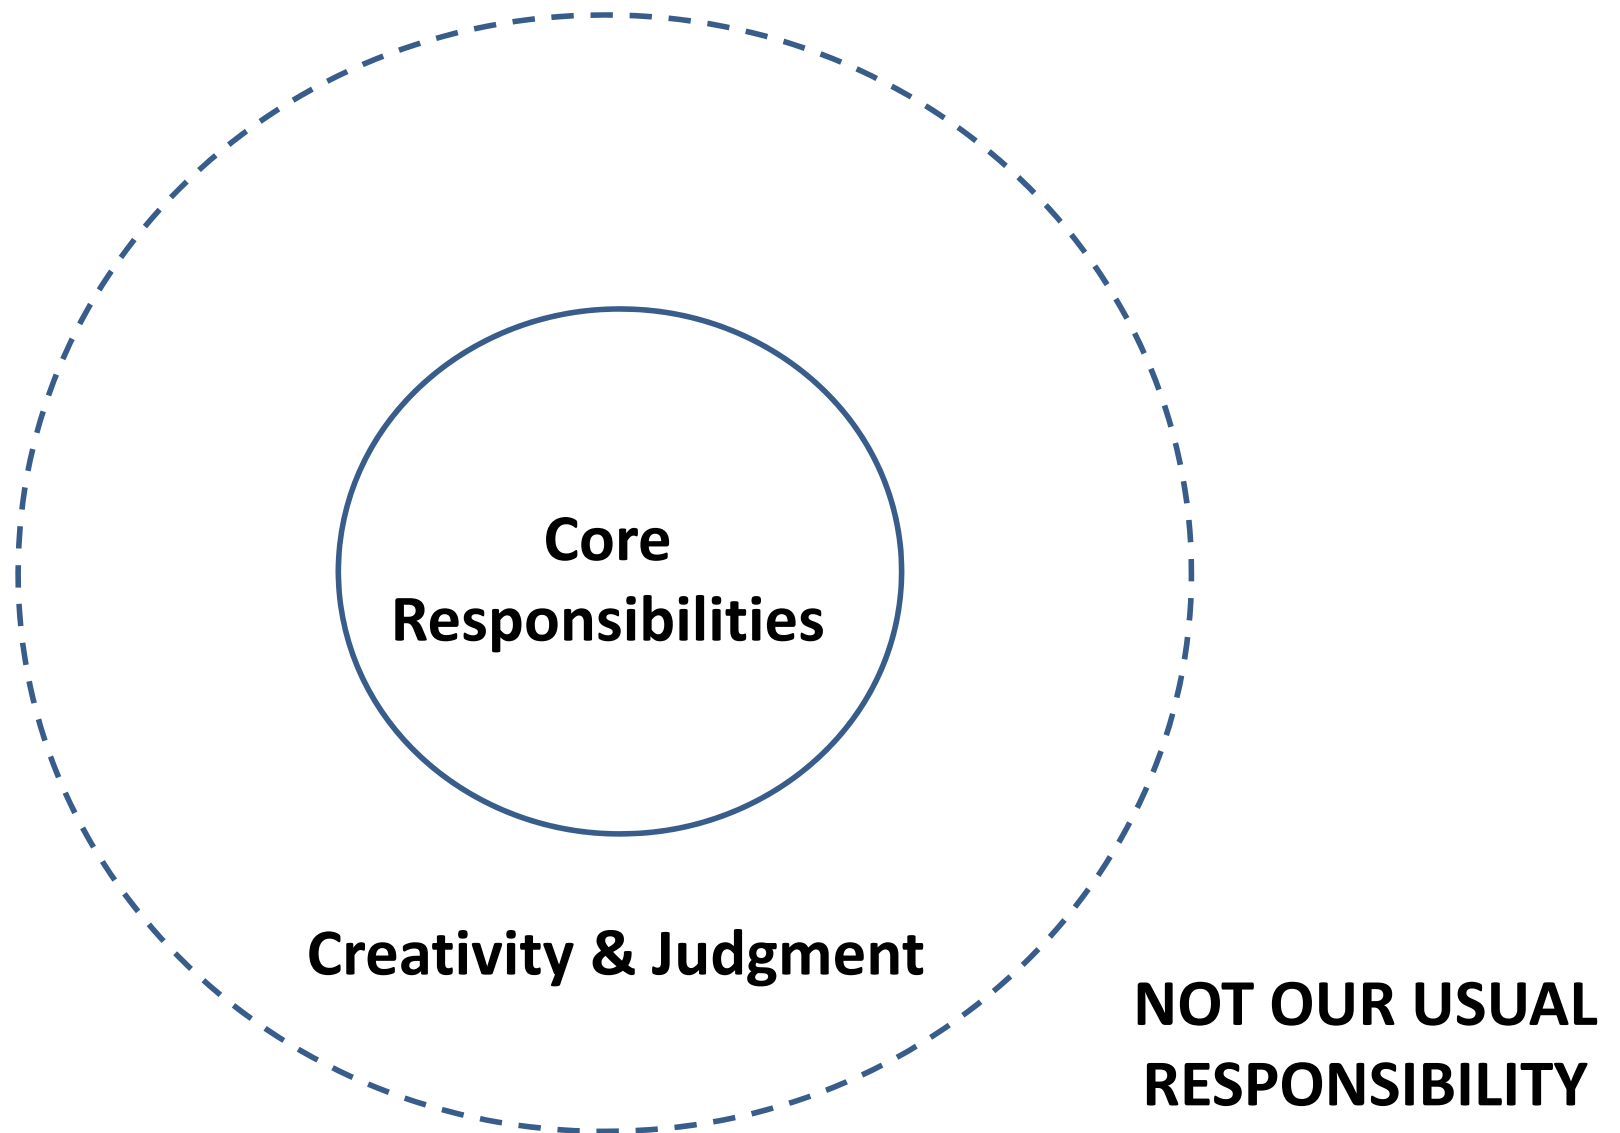 Core
Responsibilities
Creativity & Judgment
NOT OUR USUAL
RESPONSIBILITY